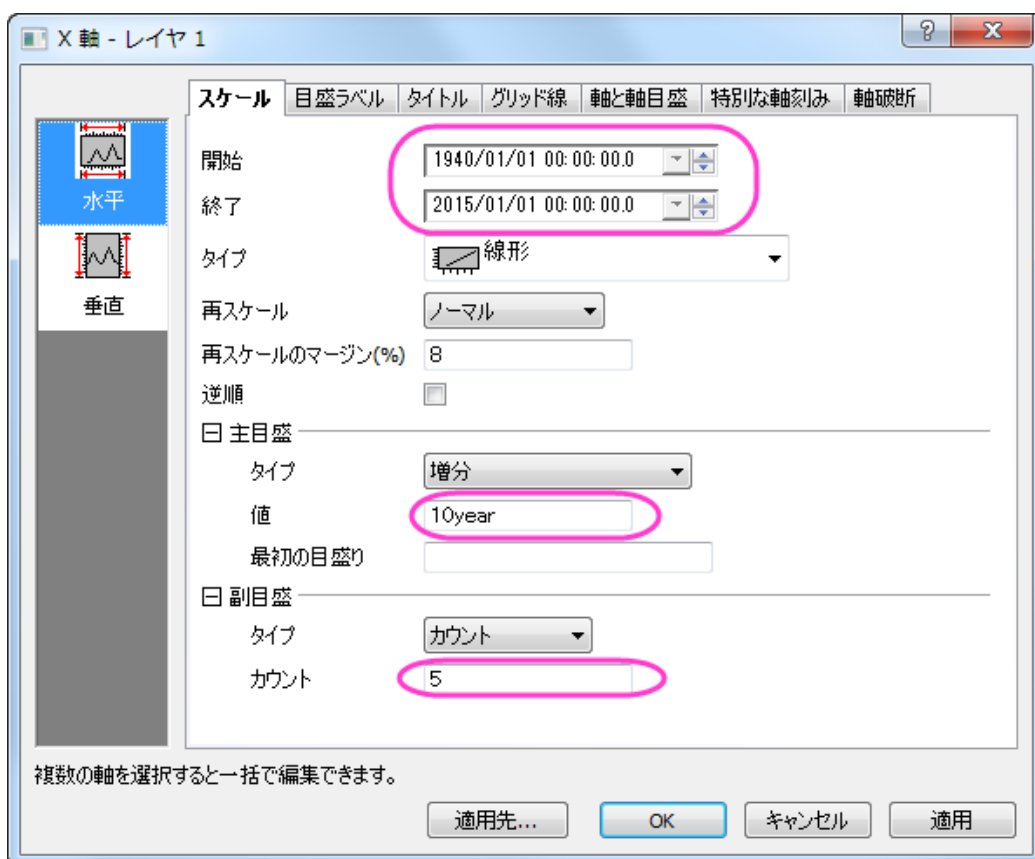 X 軸 - レイヤ 1
スケール 目盛ラベル タイトル グリッド線 軸と軸目盛 特別な軸刻み 軸破断
水平
垂直
開始 1940/01/01 00:00:00.0
終了 2015/01/01 00:00:00.0
タイプ 線形
再スケール ノーマル
再スケールのマージン(%) 8
逆順
主目盛
タイプ 増分
値 10year
最初の目盛り
副目盛
タイプ カウント
カウント 5
複数の軸を選択すると一括で編集できます。
適用先... OK キャンセル 適用